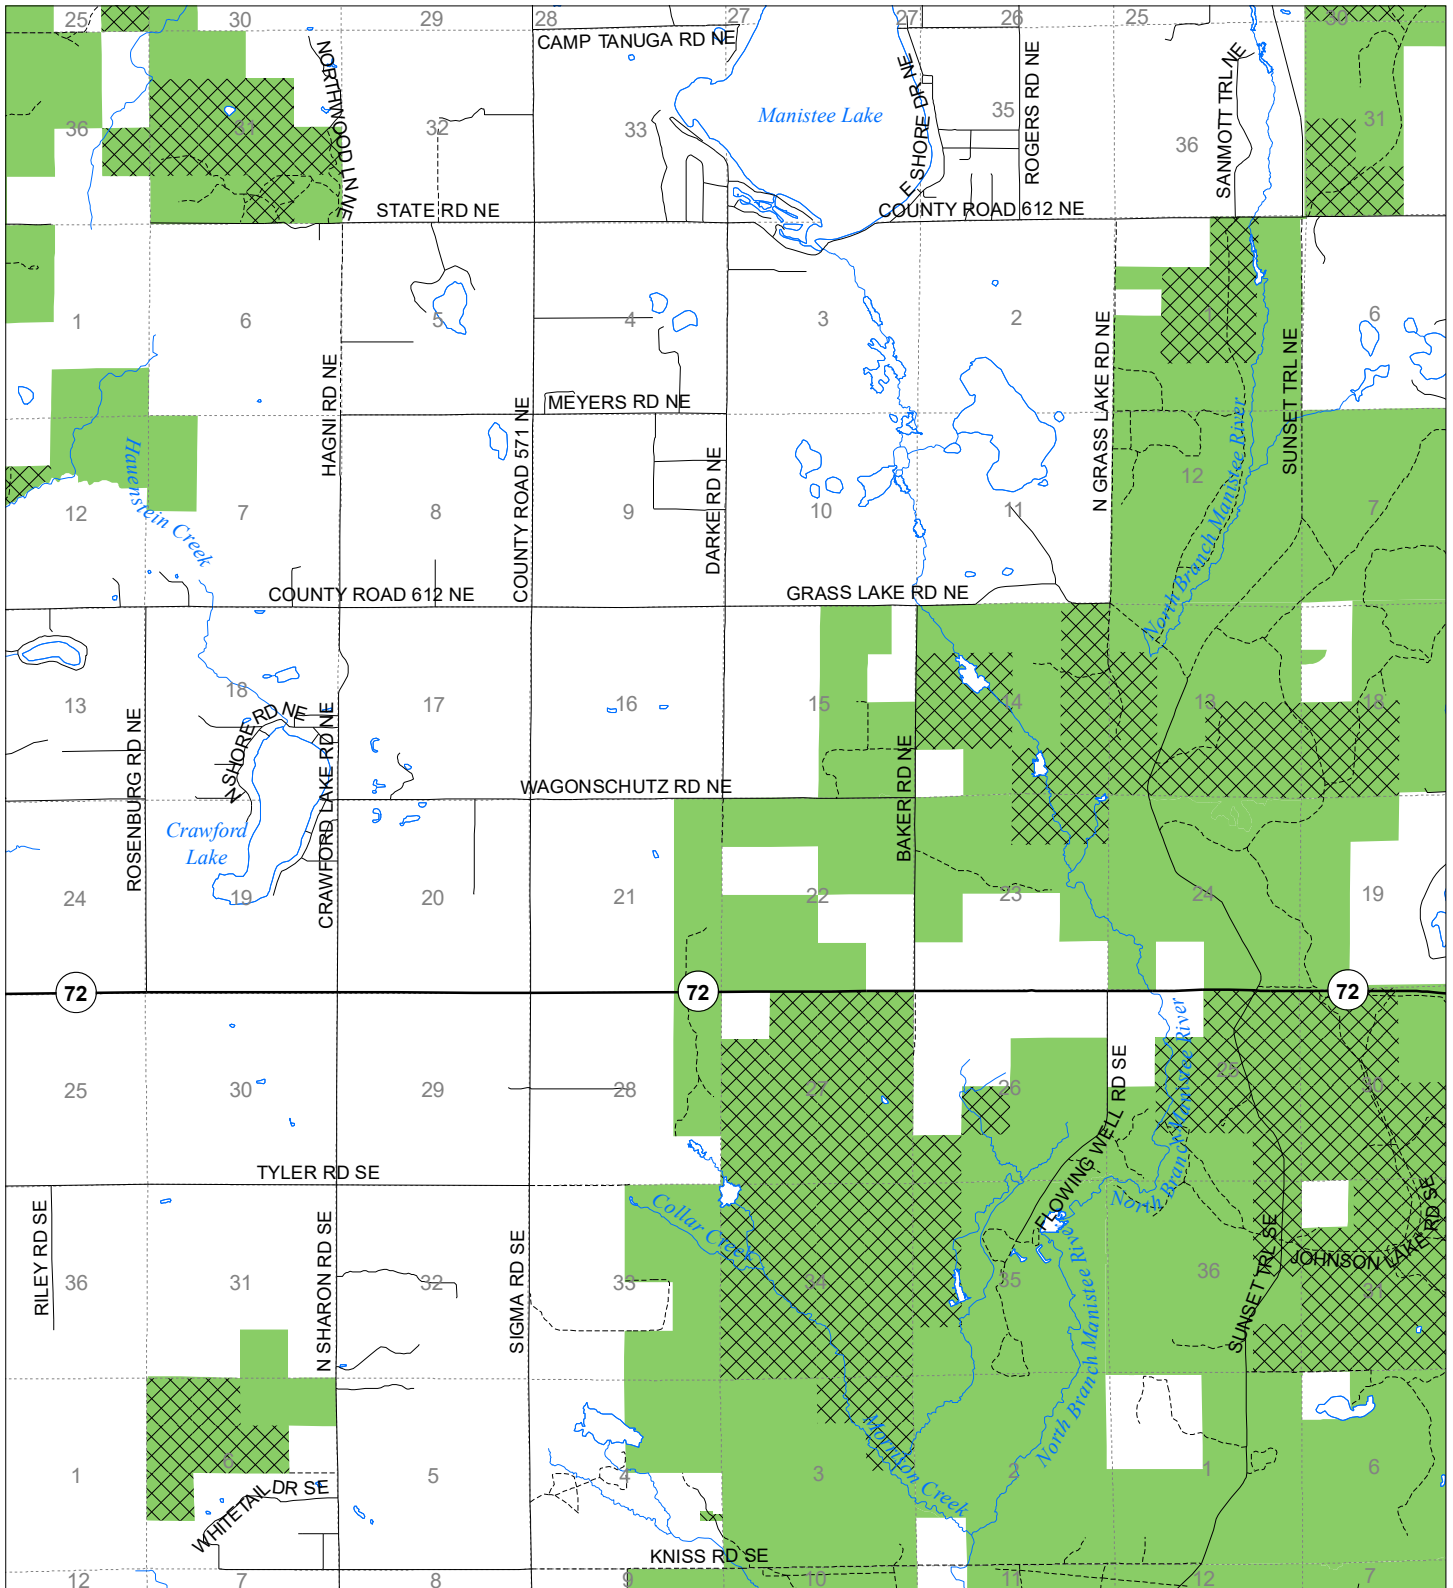 25
30
29
28
27
27
26
25
30
CAMP TANUGA RD NE
NORTHWOOD LN NE
Manistee Lake
E SHORE DR NE
ROGERS RD NE
SANMOTT TRL NE
36
31
32
33
35
36
31
STATE RD NE
COUNTY ROAD 612 NE
1
6
5
4
3
2
1
6
HAGNI RD NE
N GRASS LAKE RD NE
SUNSET TRL NE
MEYERS RD NE
COUNTY ROAD 571 NE
DARKE RD NE
North Branch Manistee River
Hauenstein Creek
12
7
8
9
10
11
12
7
COUNTY ROAD 612 NE
GRASS LAKE RD NE
13
18
17
16
15
14
13
18
ROSENBURG RD NE
N SHORE RD NE
CRAWFORD LAKE RD NE
WAGONSCHUTZ RD NE
BAKER RD NE
Crawford
Lake
24
19
20
21
22
23
24
19
72
72
72
North Branch Manistee River
25
30
29
28
27
26
25
30
TYLER RD SE
FLOWING WELL RD SE
RILEY RD SE
N SHARON RD SE
SIGMA RD SE
Collar Creek
North Branch Manistee River
SUNSET TRL SE
JOHNSON LAKE RD SE
36
31
32
33
34
35
36
31
1
6
5
4
3
2
1
6
WHITETAIL DR SE
Morrison Creek
KNISS RD SE
12
7
8
9
10
11
12
7